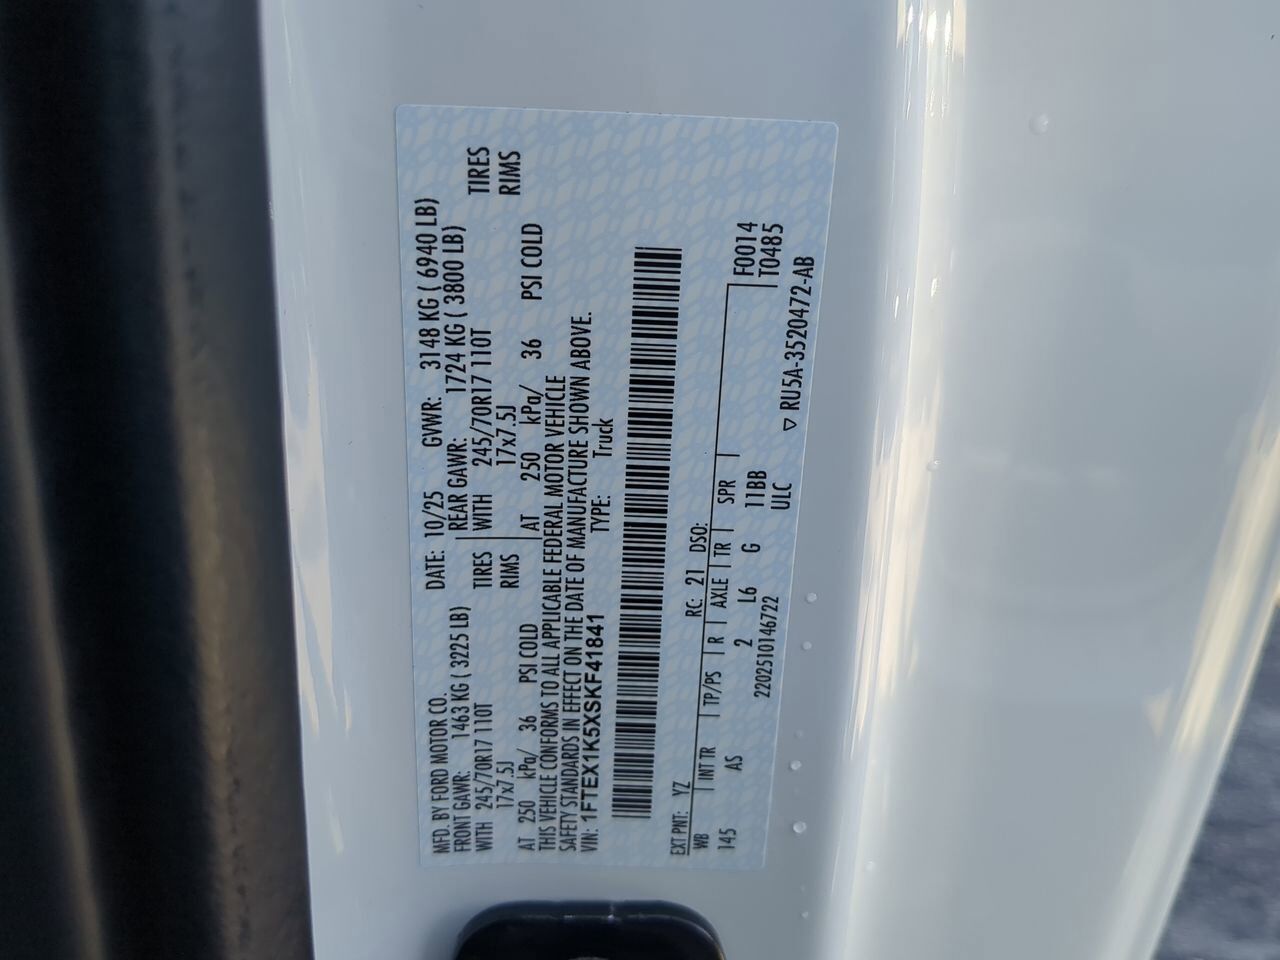 MFD. BY FORD MOTOR CO. DATE: 10/25 GVWR: 3148 KG ( 6940 LB)
FRONT GAWR: 1463 KG ( 3225 LB) REAR GAWR: 1724 KG ( 3800 LB)
WITH 245/70R17 110T TIRES WITH 245/70R17 110T TIRES
17x7.5J RIMS 17x7.5J RIMS
AT 250 kPa/ 36 PSI COLD AT 250 kPa/ 36 PSI COLD
THIS VEHICLE CONFORMS TO ALL APPLICABLE FEDERAL MOTOR VEHICLE
SAFETY STANDARDS IN EFFECT ON THE DATE OF MANUFACTURE SHOWN ABOVE.
VIN: 1FTEX1K5XSKF41841 TYPE: Truck
EXT PNT: YZ RC: 21 DSO:
WB INT TR TP/PS R AXLE TR SPR F0014
145 AS 2 L6 G 11BB T0485
2202510146722 ULC
▽ RU5A-3520472-AB